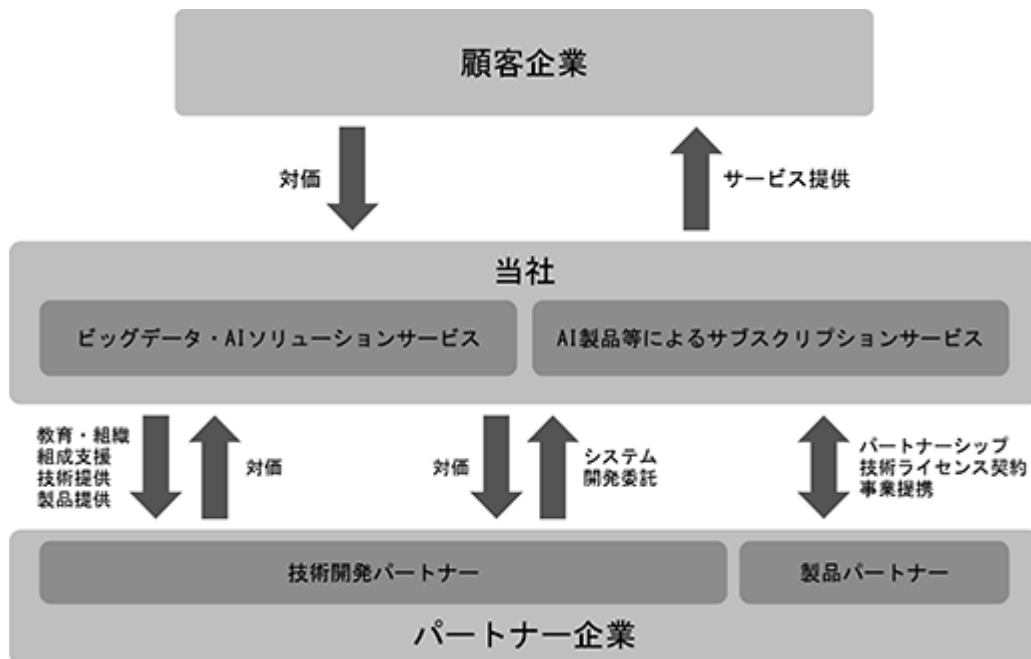 顧客企業
対価
サービス提供
当社
ビッグデータ・AIソリューションサービス
AI製品等によるサブスクリプションサービス
教育・組織
組成支援
技術提供
製品提供
対価
対価
システム
開発委託
パートナーシップ
技術ライセンス契約
事業提携
技術開発パートナー
製品パートナー
パートナー企業